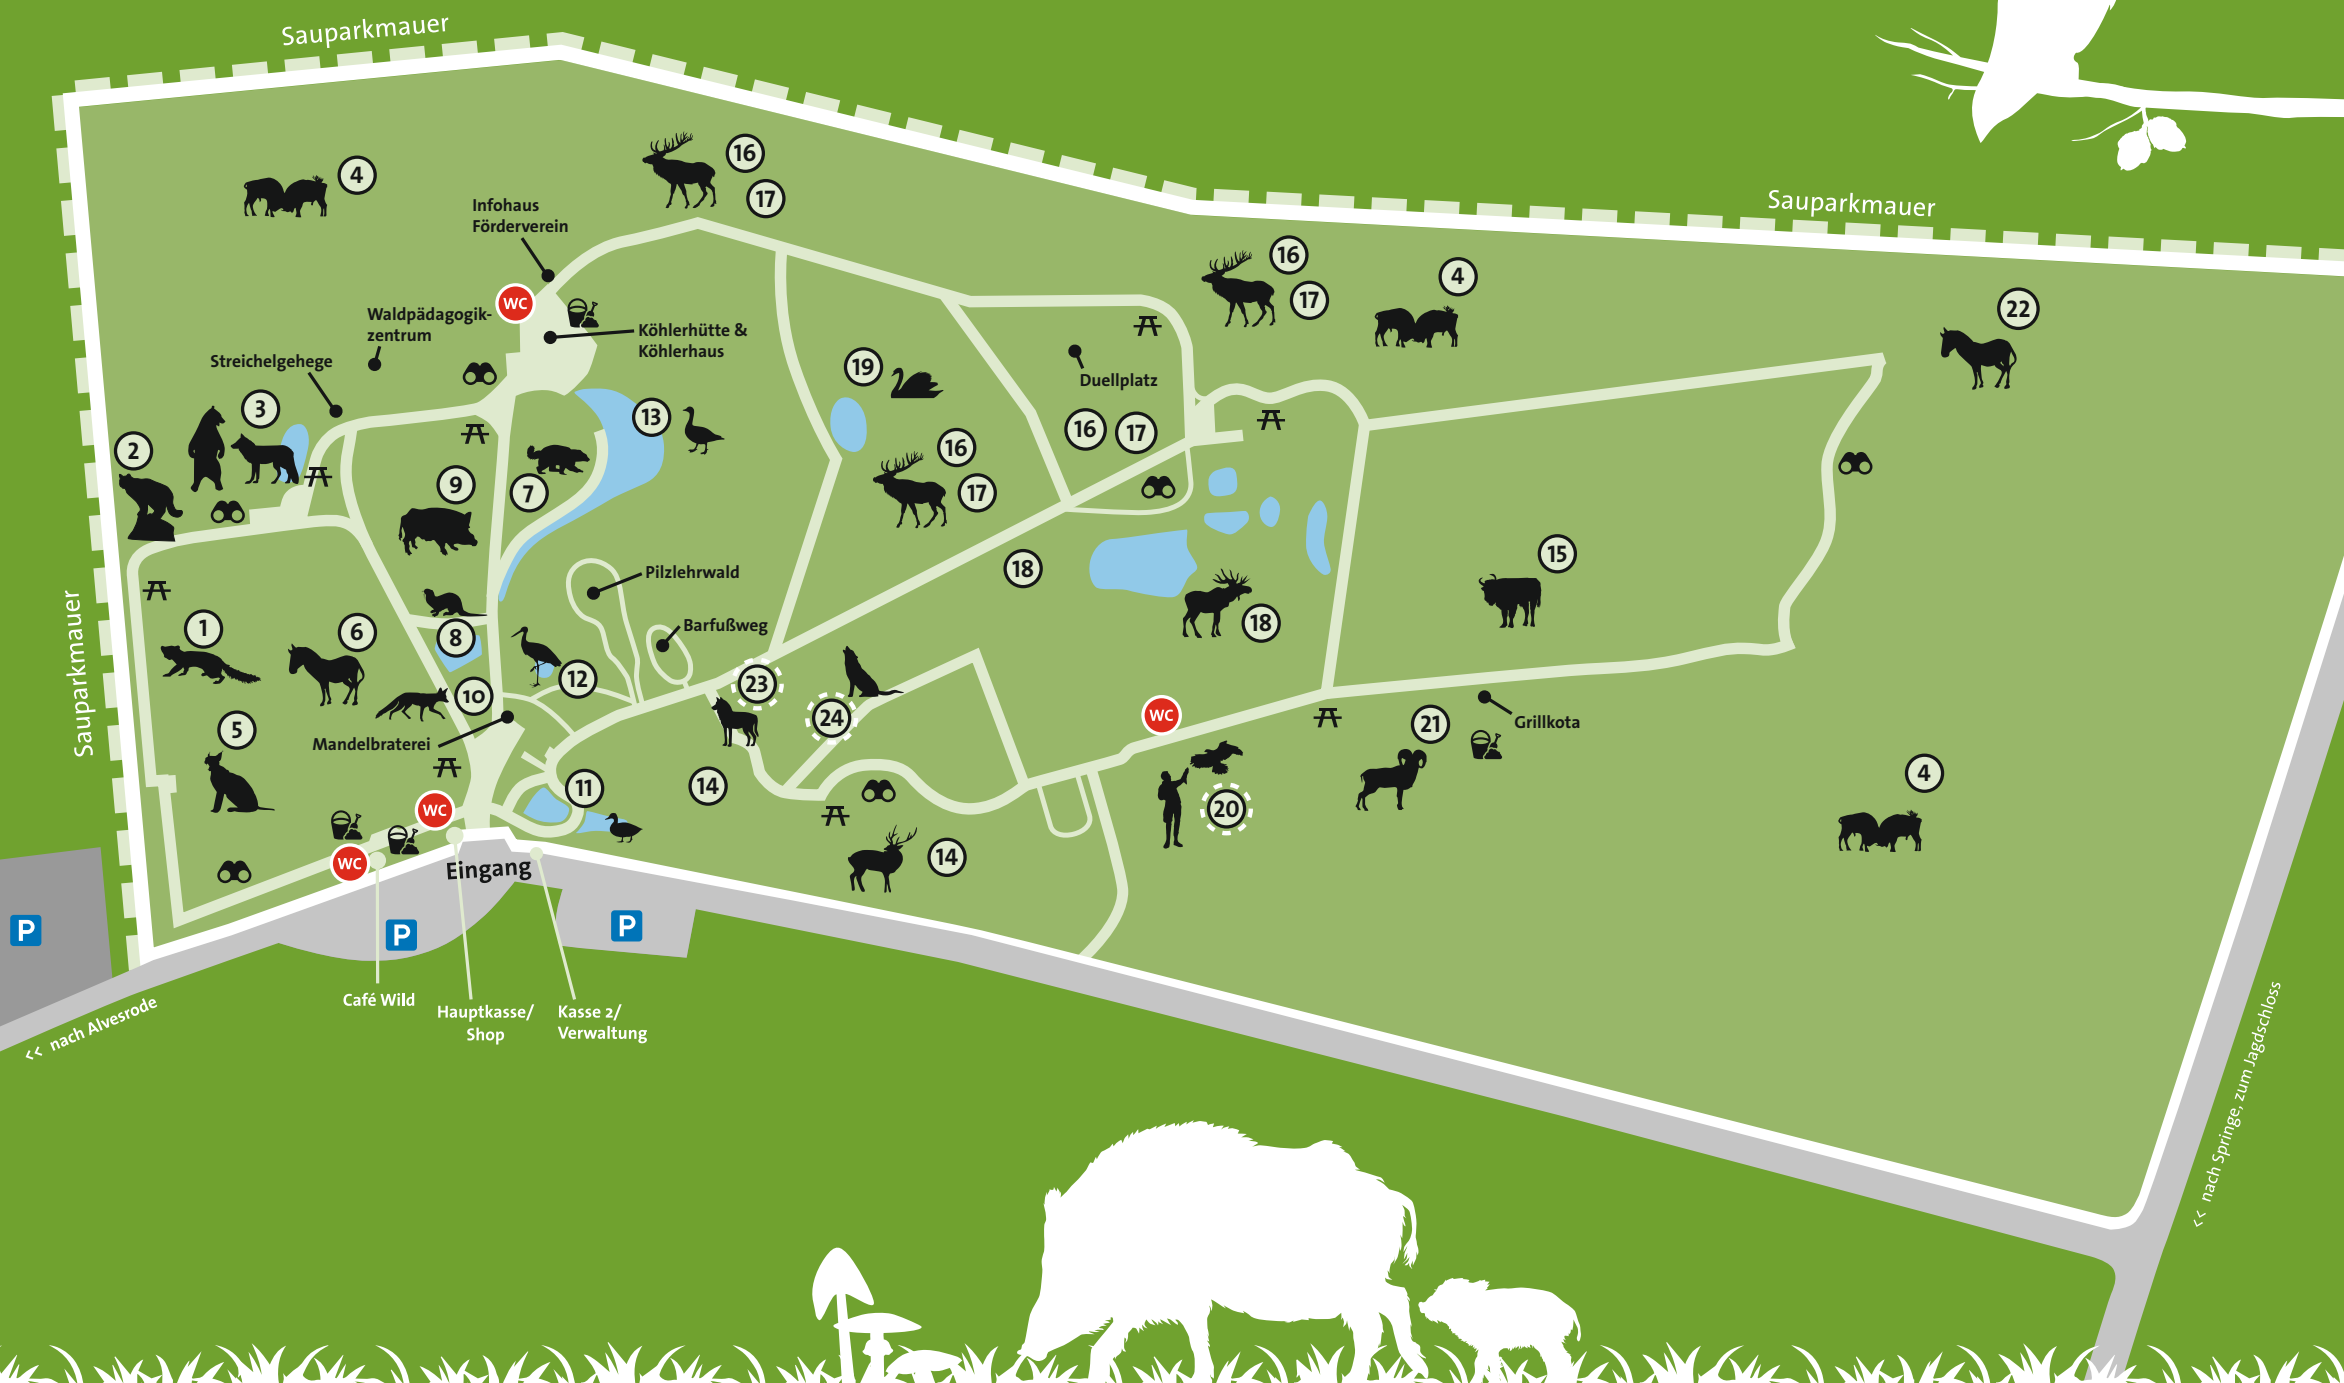 Sauparkmauer
4
16
17
Infohaus
Förderverein
WC
Waldpädagogik-
zentrum
Köhlerhütte &
Köhlerhaus
Streichelgehege
3
2
13
9
7
19
16
17
16
17
4
Sauparkmauer
22
Duellplatz
16
17
18
18
15
Pilzlehrwald
Barfußweg
1
6
8
12
10
5
Mandelbraterei
23
24
14
11
WC
WC
Sauparkmauer
Eingang
14
WC
20
21
Grillkota
4
P
P
P
Café Wild
Hauptkasse/
Shop
Kasse 2/
Verwaltung
<< nach Alvesrode
<< nach Springe, zum Jagdschloss